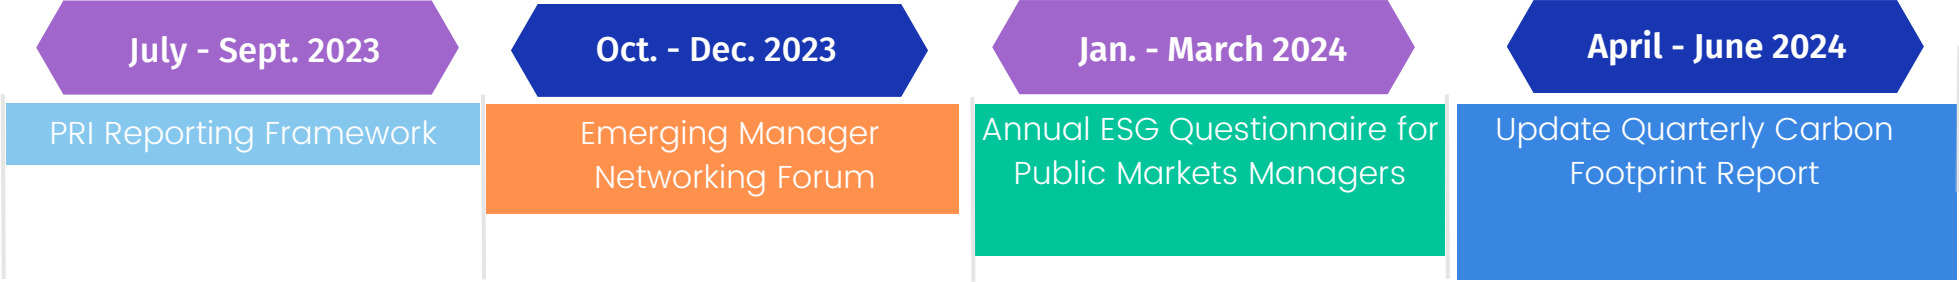 July - Sept. 2023
Oct. - Dec. 2023
Jan. - March 2024
April - June 2024
PRI Reporting Framework
Emerging Manager
Networking Forum
Annual ESG Questionnaire for
Public Markets Managers
Update Quarterly Carbon
Footprint Report